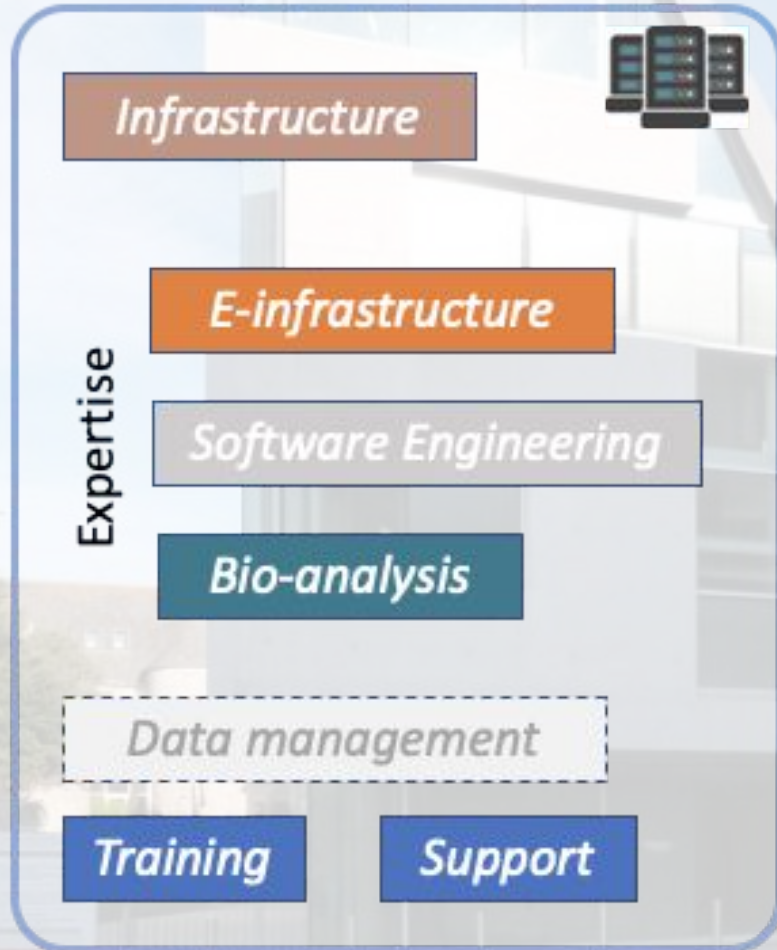 Infrastructure
E-infrastructure
Expertise
Software Engineering
Bio-analysis
Data management
Training
Support